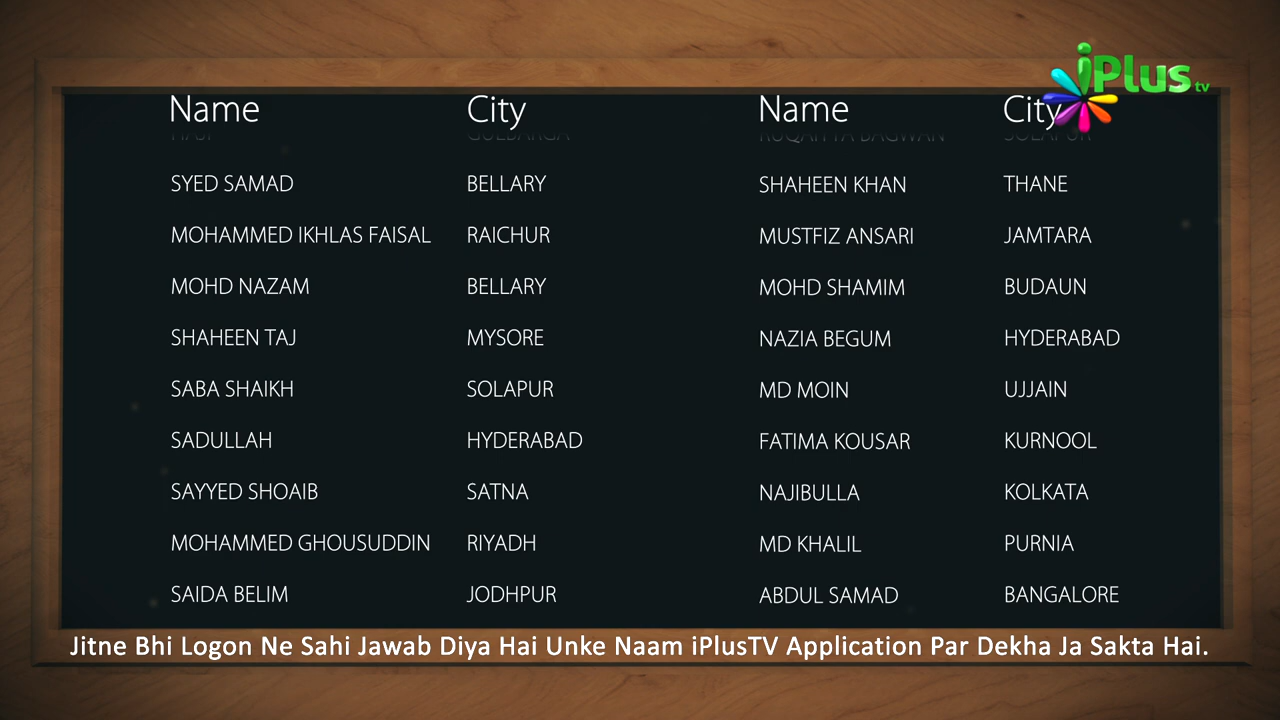 iPlus tv
Name City Name City
SYED SAMAD BELLARY SHAHEEN KHAN THANE
MOHAMMED IKHLAS FAISAL RAICHUR MUSTFIZ ANSARI JAMTARA
MOHD NAZAM BELLARY MOHD SHAMIM BUDAUN
SHAHEEN TAJ MYSORE NAZIA BEGUM HYDERABAD
SABA SHAIKH SOLAPUR MD MOIN UJJAIN
SADULLAH HYDERABAD FATIMA KOUSAR KURNOOL
SAYYED SHOAIB SATNA NAJIBULLA KOLKATA
MOHAMMED GHOUSUDDIN RIYADH MD KHALIL PURNIA
SAIDA BELIM JODHPUR ABDUL SAMAD BANGALORE
Jitne Bhi Logon Ne Sahi Jawab Diya Hai Unke Naam iPlusTV Application Par Dekha Ja Sakta Hai.